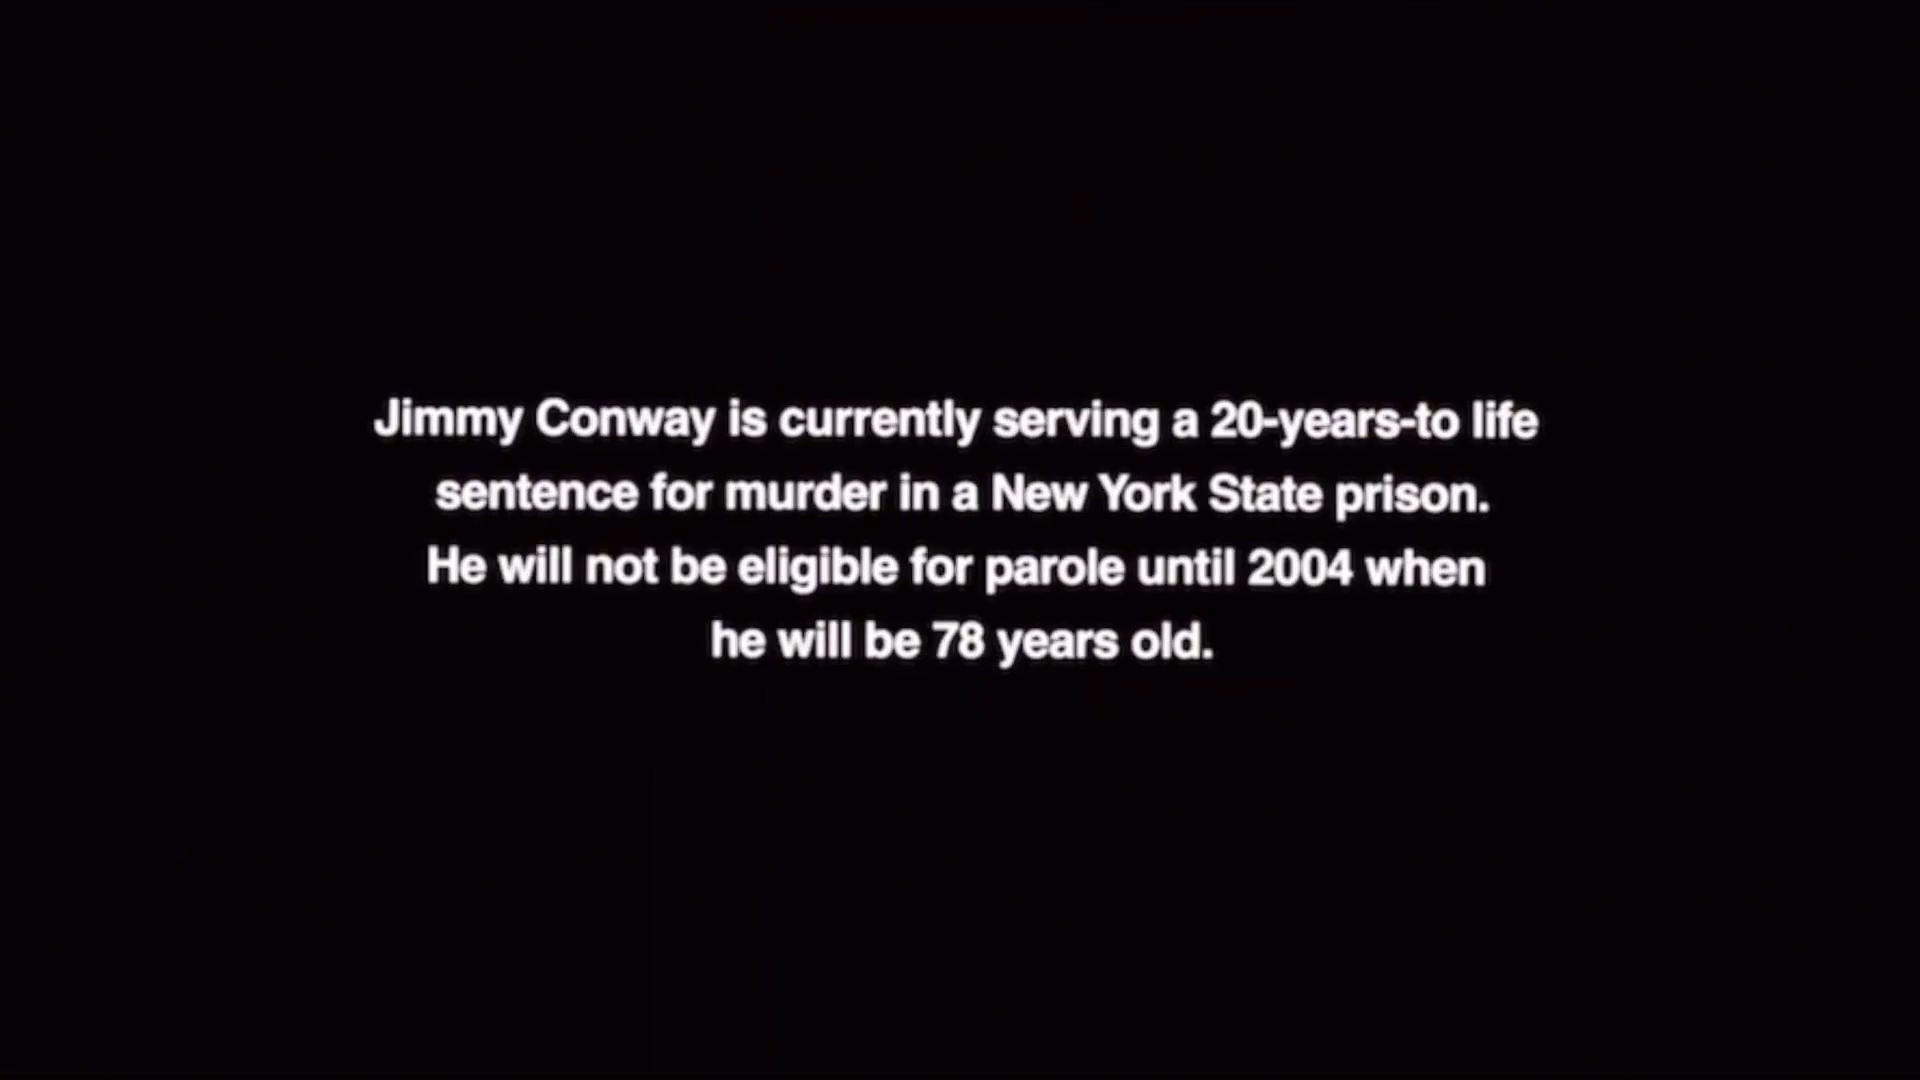 Jimmy Conway is currently serving a 20-years-to life
sentence for murder in a New York State prison.
He will not be eligible for parole until 2004 when
he will be 78 years old.